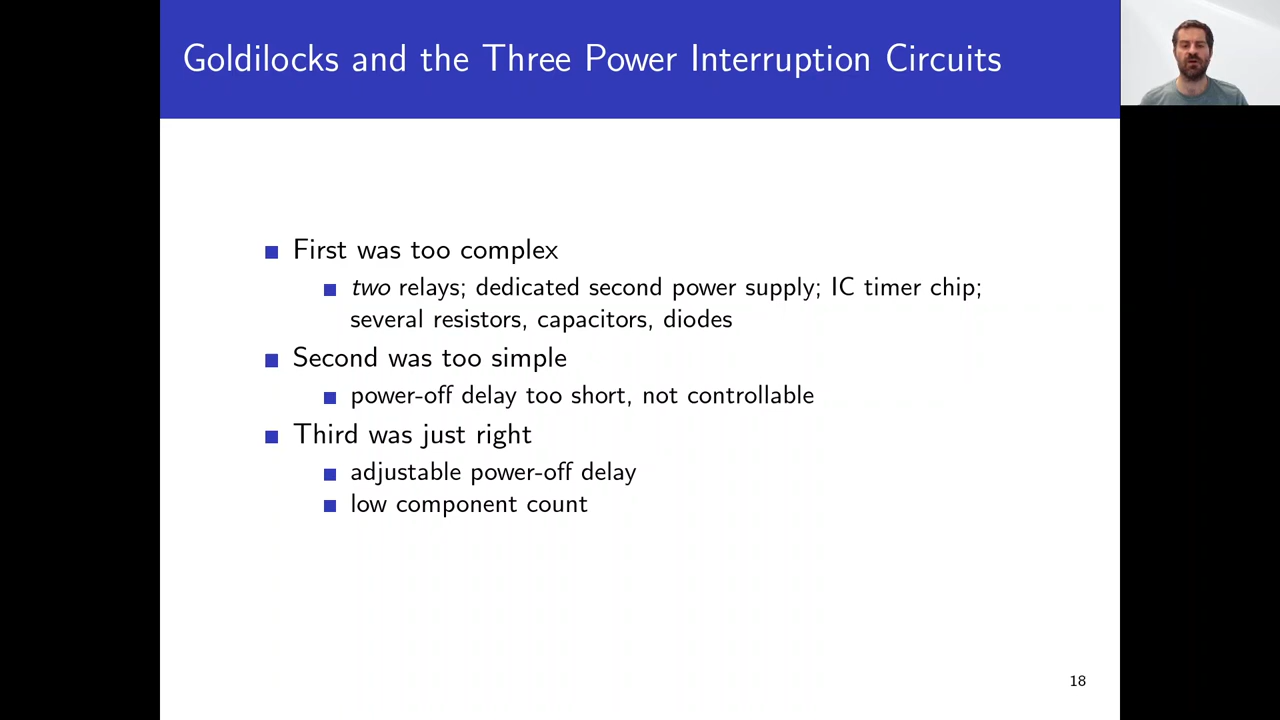 Goldilocks and the Three Power Interruption Circuits
First was too complex
two relays; dedicated second power supply; IC timer chip;
several resistors, capacitors, diodes
Second was too simple
power-off delay too short, not controllable
Third was just right
adjustable power-off delay
low component count
18